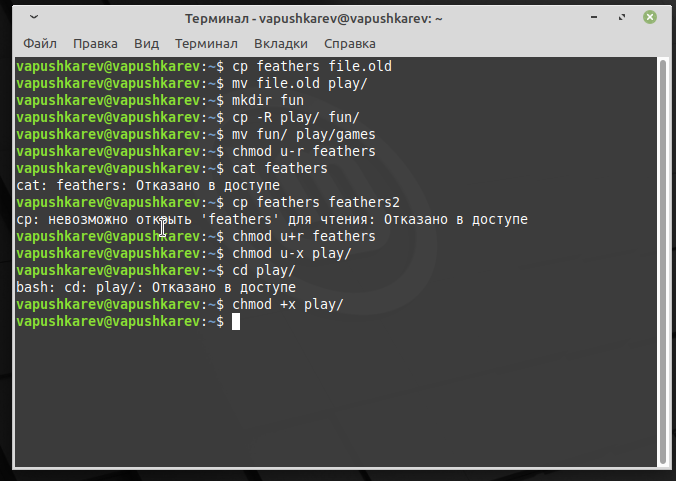 Терминал - vapushkarev@vapushkarev: ~
Файл Правка Вид Терминал Вкладки Справка
vapushkarev@vapushkarev:~$ cp feathers file.old
vapushkarev@vapushkarev:~$ mv file.old play/
vapushkarev@vapushkarev:~$ mkdir fun
vapushkarev@vapushkarev:~$ cp -R play/ fun/
vapushkarev@vapushkarev:~$ mv fun/ play/games
vapushkarev@vapushkarev:~$ chmod u-r feathers
vapushkarev@vapushkarev:~$ cat feathers
cat: feathers: Отказано в доступе
vapushkarev@vapushkarev:~$ cp feathers feathers2
cp: невозможно открыть 'feathers' для чтения: Отказано в доступе
vapushkarev@vapushkarev:~$ chmod u+r feathers
vapushkarev@vapushkarev:~$ chmod u-x play/
vapushkarev@vapushkarev:~$ cd play/
bash: cd: play/: Отказано в доступе
vapushkarev@vapushkarev:~$ chmod +x play/
vapushkarev@vapushkarev:~$